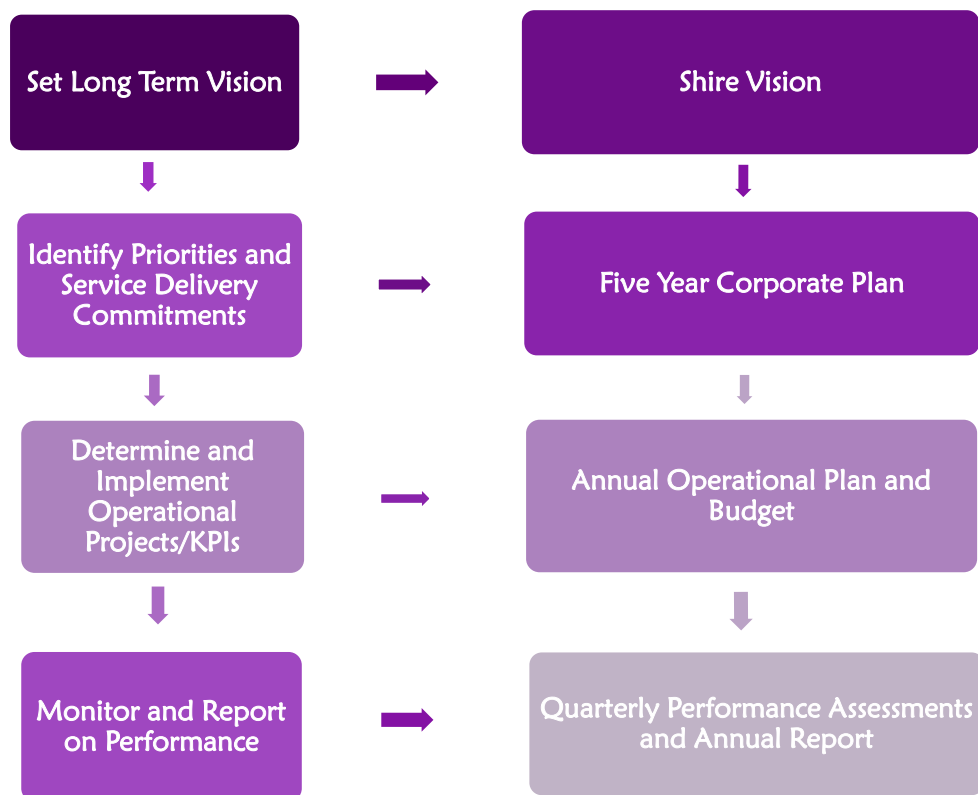 Set Long Term Vision
Shire Vision
Identify Priorities and
Service Delivery
Commitments
Five Year Corporate Plan
Determine and
Implement
Operational
Projects/KPIs
Annual Operational Plan and
Budget
Monitor and Report
on Performance
Quarterly Performance Assessments
and Annual Report